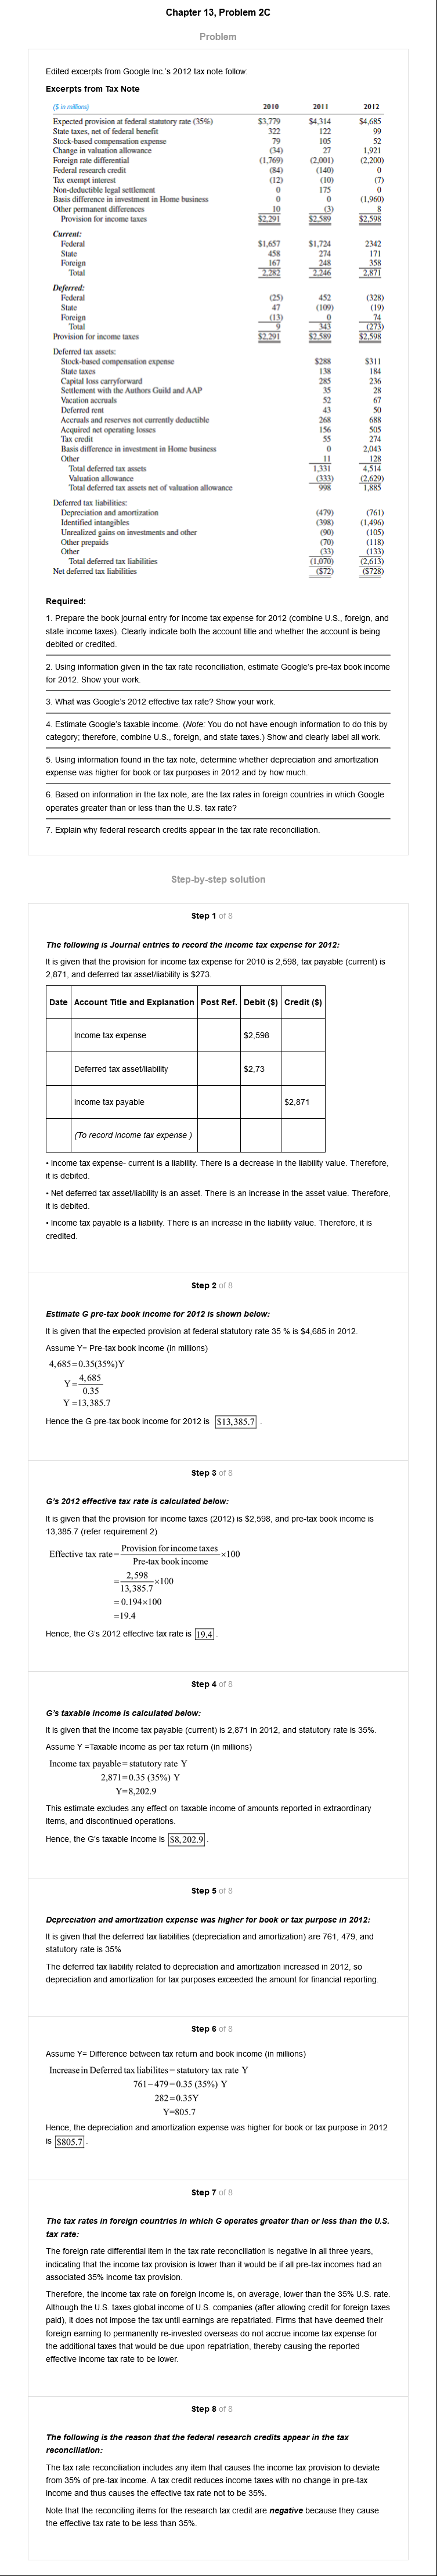 Chapter 13, Problem 2C
Problem
Edited excerpts from Google Inc.'s 2012 tax note follow:
Excerpts from Tax Note
($ in millions) 2010 2011 2012
Expected provision at federal statutory rate (35%) $3,779 $4,314 $4,685
State taxes, net of federal benefit 322 122 99
Stock-based compensation expense 79 105 52
Change in valuation allowance (34) 27 1,921
Foreign rate differential (1,769) (2,001) (2,200)
Federal research credit (84) (140) 0
Tax exempt interest (12) (10) (7)
Non-deductible legal settlement 0 175 0
Basis difference in investment in Home business 0 0 (1,960)
Other permanent differences 10 (3) 8
Provision for income taxes $2,291 $2,589 $2,598
Current:
Federal $1,657 $1,724 2342
State 458 274 171
Foreign 167 248 358
Total 2,282 2,246 2,871
Deferred:
Federal (25) 452 (328)
State 47 (109) (19)
Foreign (13) 0 74
Total 9 343 (273)
Provision for income taxes $2,291 $2,589 $2,598
Deferred tax assets:
Stock-based compensation expense $288 $311
State taxes 138 184
Capital loss carryforward 285 236
Settlement with the Authors Guild and AAP 35 28
Vacation accruals 52 67
Deferred rent 43 50
Accruals and reserves not currently deductible 268 688
Acquired net operating losses 156 505
Tax credit 55 274
Basis difference in investment in Home business 0 2,043
Other 11 128
Total deferred tax assets 1,331 4,514
Valuation allowance (333) (2,629)
Total deferred tax assets net of valuation allowance 998 1,885
Deferred tax liabilities:
Depreciation and amortization (479) (761)
Identified intangibles (398) (1,496)
Unrealized gains on investments and other (90) (105)
Other prepaids (70) (118)
Other (33) (133)
Total deferred tax liabilities (1,070) (2,613)
Net deferred tax liabilities ($72) ($728)
Required:
1. Prepare the book journal entry for income tax expense for 2012 (combine U.S., foreign, and
state income taxes). Clearly indicate both the account title and whether the account is being
debited or credited.
2. Using information given in the tax rate reconciliation, estimate Google's pre-tax book income
for 2012. Show your work.
3. What was Google's 2012 effective tax rate? Show your work.
4. Estimate Google's taxable income. (Note: You do not have enough information to do this by
category; therefore, combine U.S., foreign, and state taxes.) Show and clearly label all work.
5. Using information found in the tax note, determine whether depreciation and amortization
expense was higher for book or tax purposes in 2012 and by how much.
6. Based on information in the tax note, are the tax rates in foreign countries in which Google
operates greater than or less than the U.S. tax rate?
7. Explain why federal research credits appear in the tax rate reconciliation.
Step-by-step solution
Step 1 of 8
The following is Journal entries to record the income tax expense for 2012:
It is given that the provision for income tax expense for 2010 is 2,598, tax payable (current) is
2,871, and deferred tax asset/liability is $273.
Date Account Title and Explanation Post Ref. Debit ($) Credit ($)
Income tax expense $2,598
Deferred tax asset/liability $2,73
Income tax payable $2,871
(To record income tax expense )
• Income tax expense- current is a liability. There is a decrease in the liability value. Therefore,
it is debited.
• Net deferred tax asset/liability is an asset. There is an increase in the asset value. Therefore,
it is debited.
• Income tax payable is a liability. There is an increase in the liability value. Therefore, it is
credited.
Step 2 of 8
Estimate G pre-tax book income for 2012 is shown below:
It is given that the expected provision at federal statutory rate 35 % is $4,685 in 2012.
Assume Y= Pre-tax book income (in millions)
4,685=0.35(35%)Y
Y=4,685/0.35
Y =13,385.7
Hence the G pre-tax book income for 2012 is $13,385.7 .
Step 3 of 8
G's 2012 effective tax rate is calculated below:
It is given that the provision for income taxes (2012) is $2,598, and pre-tax book income is
13,385.7 (refer requirement 2)
Effective tax rate=Provision for income taxes/Pre-tax book income×100
=2,598/13,385.7×100
=0.194×100
=19.4
Hence, the G's 2012 effective tax rate is 19.4 .
Step 4 of 8
G's taxable income is calculated below:
It is given that the income tax payable (current) is 2,871 in 2012, and statutory rate is 35%.
Assume Y =Taxable income as per tax return (in millions)
Income tax payable=statutory rate Y
2,871=0.35 (35%) Y
Y=8,202.9
This estimate excludes any effect on taxable income of amounts reported in extraordinary
items, and discontinued operations.
Hence, the G's taxable income is $8,202.9 .
Step 5 of 8
Depreciation and amortization expense was higher for book or tax purpose in 2012:
It is given that the deferred tax liabilities (depreciation and amortization) are 761, 479, and
statutory rate is 35%
The deferred tax liability related to depreciation and amortization increased in 2012, so
depreciation and amortization for tax purposes exceeded the amount for financial reporting.
Step 6 of 8
Assume Y= Difference between tax return and book income (in millions)
Increase in Deferred tax liabilites=statutory tax rate Y
761−479=0.35 (35%) Y
282=0.35Y
Y=805.7
Hence, the depreciation and amortization expense was higher for book or tax purpose in 2012
is $805.7 .
Step 7 of 8
The tax rates in foreign countries in which G operates greater than or less than the U.S.
tax rate:
The foreign rate differential item in the tax rate reconciliation is negative in all three years,
indicating that the income tax provision is lower than it would be if all pre-tax incomes had an
associated 35% income tax provision.
Therefore, the income tax rate on foreign income is, on average, lower than the 35% U.S. rate.
Although the U.S. taxes global income of U.S. companies (after allowing credit for foreign taxes
paid), it does not impose the tax until earnings are repatriated. Firms that have deemed their
foreign earning to permanently re-invested overseas do not accrue income tax expense for
the additional taxes that would be due upon repatriation, thereby causing the reported
effective income tax rate to be lower.
Step 8 of 8
The following is the reason that the federal research credits appear in the tax
reconciliation:
The tax rate reconciliation includes any item that causes the income tax provision to deviate
from 35% of pre-tax income. A tax credit reduces income taxes with no change in pre-tax
income and thus causes the effective tax rate not to be 35%.
Note that the reconciling items for the research tax credit are negative because they cause
the effective tax rate to be less than 35%.